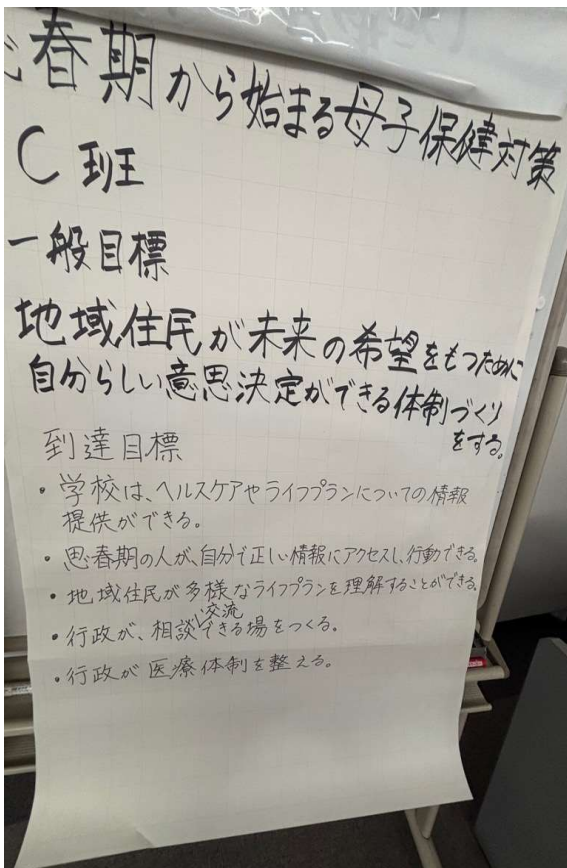 春期から始まる母子保健対策
C 班
一般目標
地域住民が未来の希望をもつために
自分らしい意思決定ができる体制づくり
をする。
到達目標
・学校は、ヘルスケアやライフプランについての情報
提供ができる。
・思春期の人が、自分で正しい情報にアクセスし、行動できる。
・地域住民が多様なライフプランを理解することができる。
交流
・行政が、相談できる場をつくる。
・行政が医療体制を整える。